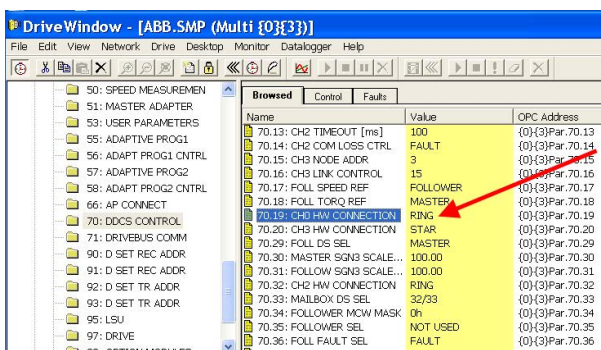 DriveWindow - [ABB.SMP (Multi {0}{3})]
File Edit View Network Drive Desktop Monitor Datalogger Help
50: SPEED MEASUREMEN
51: MASTER ADAPTER
53: USER PARAMETERS
55: ADAPTIVE PROG1
56: ADAPT PROG1 CNTRL
57: ADAPTIVE PROG2
58: ADAPT PROG2 CNTRL
66: AP CONNECT
70: DDCS CONTROL
71: DRIVEBUS COMM
90: D SET REC ADDR
91: D SET REC ADDR
92: D SET TR ADDR
93: D SET TR ADDR
95: LSU
97: DRIVE
Browsed Control Faults
Name Value OPC Address
70.13: CH2 TIMEOUT [ms] 100 {0}{3}Par.70.13
70.14: CH2 COM LOSS CTRL FAULT {0}{3}Par.70.14
70.15: CH3 NODE ADDR 3 {0}{3}Par.70.15
70.16: CH3 LINK CONTROL 15 {0}{3}Par.70.16
70.17: FOLL SPEED REF FOLLOWER {0}{3}Par.70.17
70.18: FOLL TORQ REF MASTER {0}{3}Par.70.18
70.19: CH0 HW CONNECTION RING {0}{3}Par.70.19
70.20: CH3 HW CONNECTION STAR {0}{3}Par.70.20
70.29: FOLL DS SEL MASTER {0}{3}Par.70.29
70.30: MASTER SGN3 SCALE... 100.00 {0}{3}Par.70.30
70.31: FOLLOW SGN3 SCALE... 100.00 {0}{3}Par.70.31
70.32: CH2 HW CONNECTION RING {0}{3}Par.70.32
70.33: MAILBOX DS SEL 32/33 {0}{3}Par.70.33
70.34: FOLLOWER MCW MASK 0h {0}{3}Par.70.34
70.35: FOLLOWER SEL NOT USED {0}{3}Par.70.35
70.36: FOLL FAULT SEL FAULT {0}{3}Par.70.36